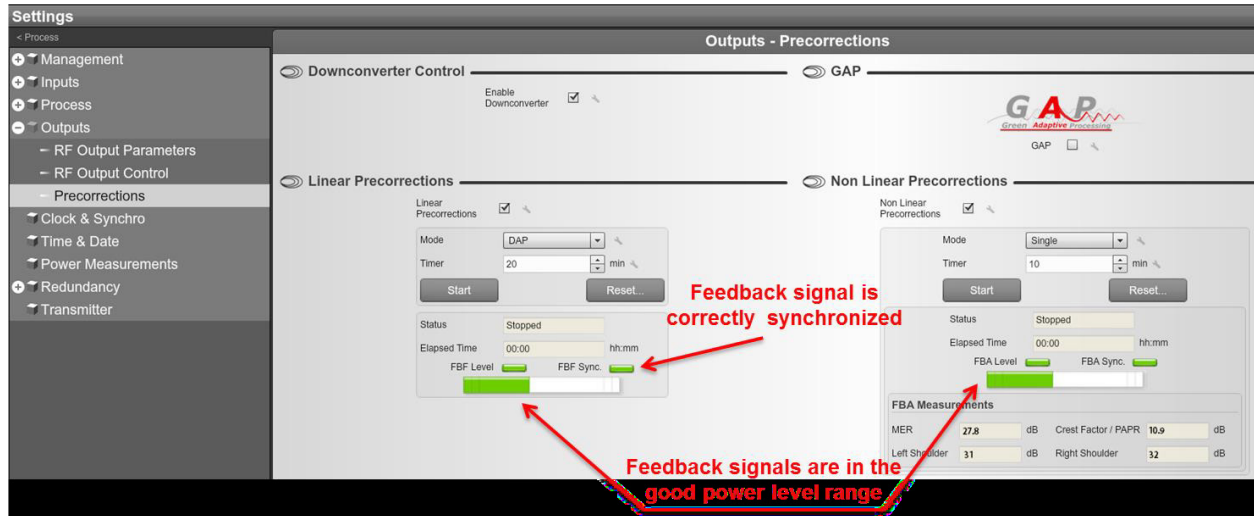 Settings
< Process
Management
Inputs
Process
Outputs
RF Output Parameters
RF Output Control
Precorrections
Clock & Synchro
Time & Date
Power Measurements
Redundancy
Transmitter
Outputs - Precorrections
Downconverter Control
Enable
Downconverter
GAP
GAP
Green Adaptive Processing
GAP
Linear Precorrections
Linear
Precorrections
Mode DAP
Timer 20 min
Start Reset...
Status Stopped
Elapsed Time 00:00 hh:mm
FBF Level FBF Sync.
Feedback signal is
correctly synchronized
Non Linear Precorrections
Non Linear
Precorrections
Mode Single
Timer 10 min
Start Reset...
Status Stopped
Elapsed Time 00:00 hh:mm
FBA Level FBA Sync.
FBA Measurements
MER 27.8 dB Crest Factor / PAPR 10.9 dB
Left Shoulder 31 dB Right Shoulder 32 dB
Feedback signals are in the
good power level range